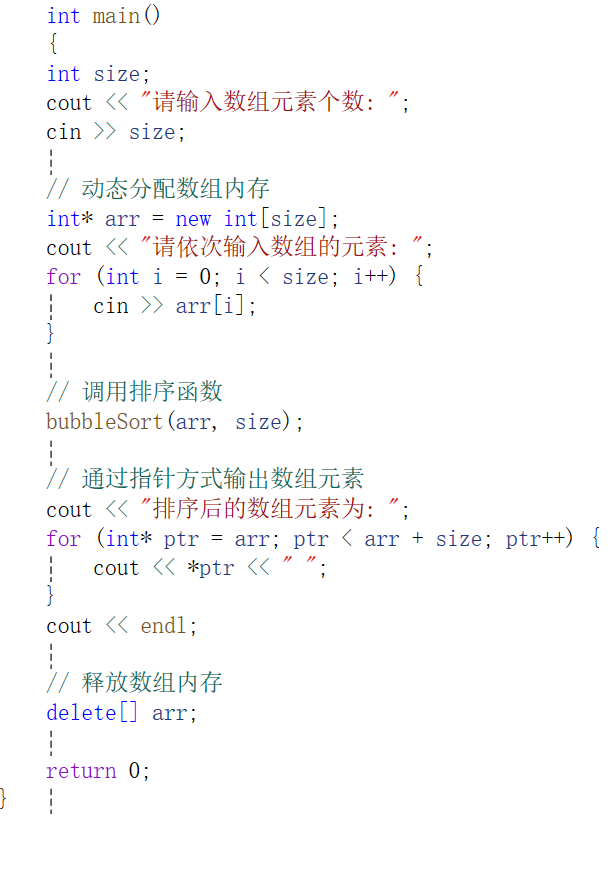 int main()
{
int size;
cout << "请输入数组元素个数: ";
cin >> size;
// 动态分配数组内存
int* arr = new int[size];
cout << "请依次输入数组的元素: ";
for (int i = 0; i < size; i++) {
cin >> arr[i];
}
// 调用排序函数
bubbleSort(arr, size);
// 通过指针方式输出数组元素
cout << "排序后的数组元素为: ";
for (int* ptr = arr; ptr < arr + size; ptr++) {
cout << *ptr << " ";
}
cout << endl;
// 释放数组内存
delete[] arr;
return 0;
}